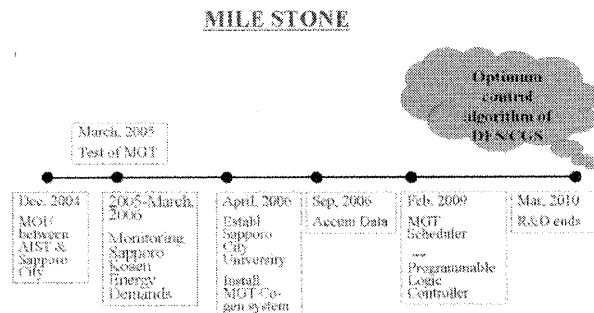 MILE STONE
Optimum
control
algorithm of
DES/CGS
March, 2005
Test of MGT
Dec. 2004
MOU
between
AIST &
Sapporo
City
2005-March,
2006
Monitoring
Sapporo
Kosen
Energy
Demands
April, 2006
Establ
Sapporo
City
University
Install
MGT Co-
gen system
Sep, 2006
Accum Data
Feb. 2009
MGT
Scheduler
Programmable
Logic
Controller
Mar, 2010
R&D ends